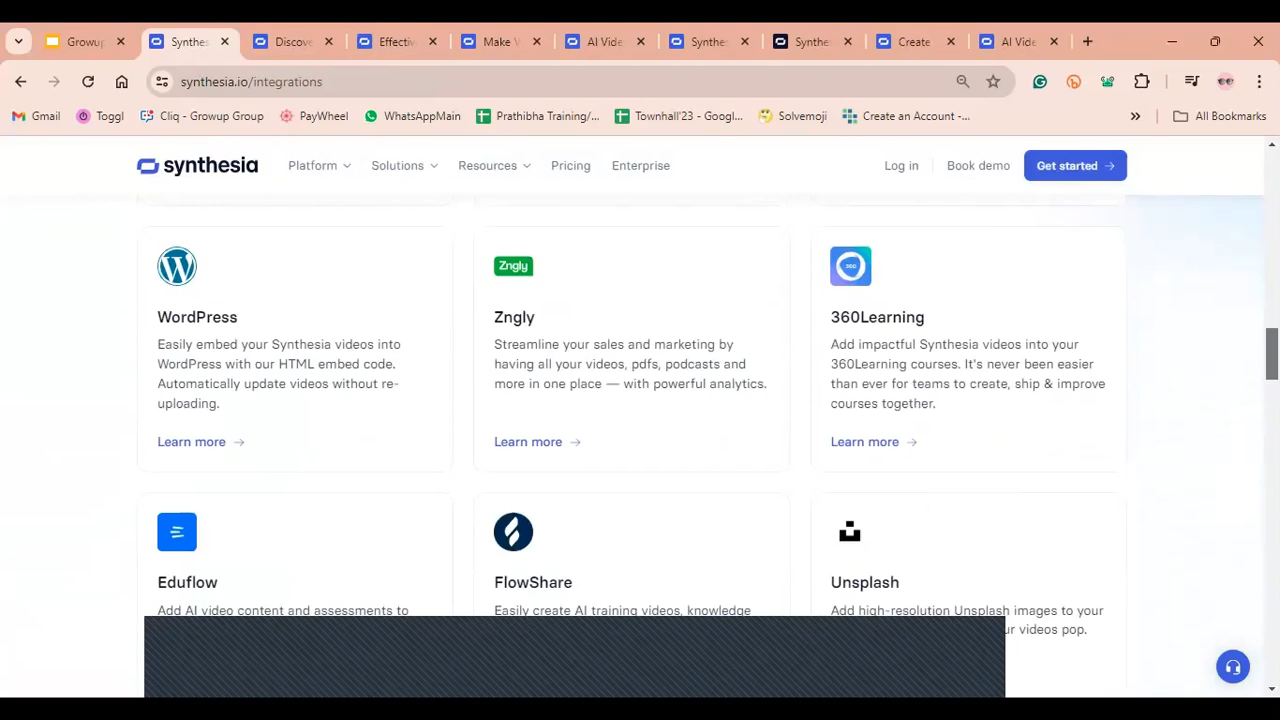 Growup
Synthes
Discove
Effectiv
Make V
AI Vide
Synthe
Synthe
Create
AI Vide
synthesia.io/integrations
Gmail
Toggl
Cliq - Growup Group
PayWheel
WhatsAppMain
Prathibha Training/...
Townhall'23 - Googl...
Solvemoji
Create an Account -...
All Bookmarks
synthesia
Platform
Solutions
Resources
Pricing
Enterprise
Log in
Book demo
Get started
WordPress
Easily embed your Synthesia videos into
WordPress with our HTML embed code.
Automatically update videos without re-
uploading.
Learn more
Zngly
Zngly
Streamline your sales and marketing by
having all your videos, pdfs, podcasts and
more in one place — with powerful analytics.
Learn more
360
360Learning
Add impactful Synthesia videos into your
360Learning courses. It's never been easier
than ever for teams to create, ship & improve
courses together.
Learn more
Eduflow
Add AI video content and assessments to
FlowShare
Easily create AI training videos, knowledge
Unsplash
Add high-resolution Unsplash images to your
videos pop.